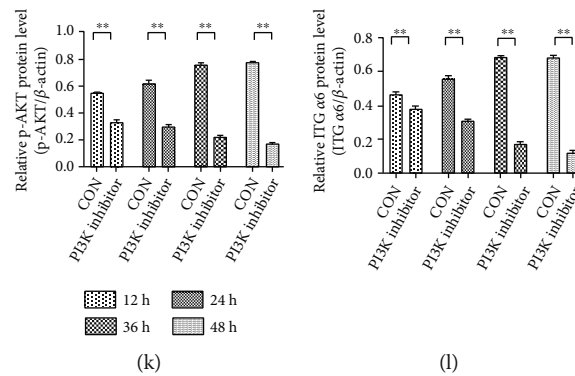 Relative p-AKT protein level
(p-AKT/β-actin)
1.0
0.8
0.6
0.4
0.2
0.0
**
**
**
**
CON
PI3K inhibitor
CON
PI3K inhibitor
CON
PI3K inhibitor
CON
PI3K inhibitor
12 h
24 h
36 h
48 h
(k)
Relative ITG α6 protein level
(ITG α6/β-actin)
0.8
0.6
0.4
0.2
0.0
**
**
**
**
CON
PI3K inhibitor
CON
PI3K inhibitor
CON
PI3K inhibitor
CON
PI3K inhibitor
(l)